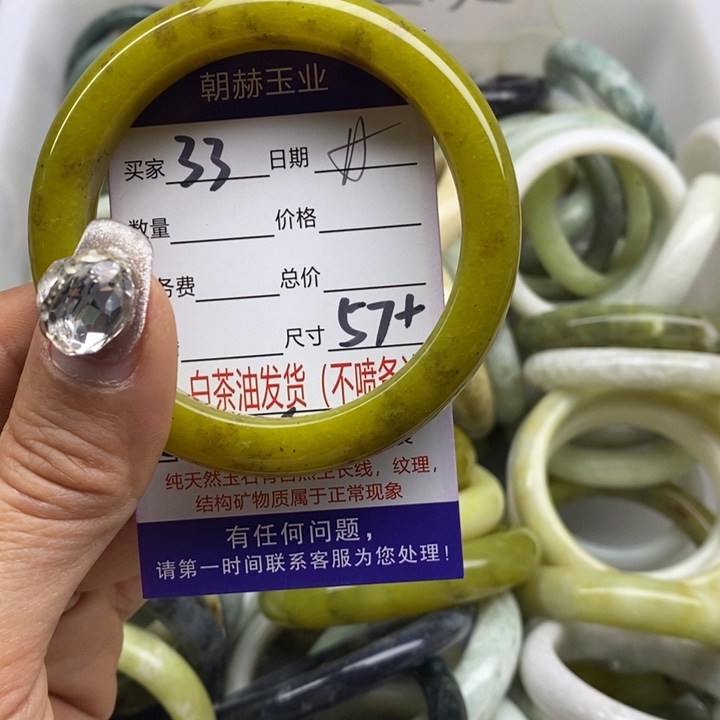 朝赫玉业
买家 33 日期
数量 价格
务费 总价
尺寸 57+
白茶油发货（不喷务
纯天然玉石有自然生长线，纹理，
结构矿物质属于正常现象
有任何问题，
请第一时间联系客服为您处理！